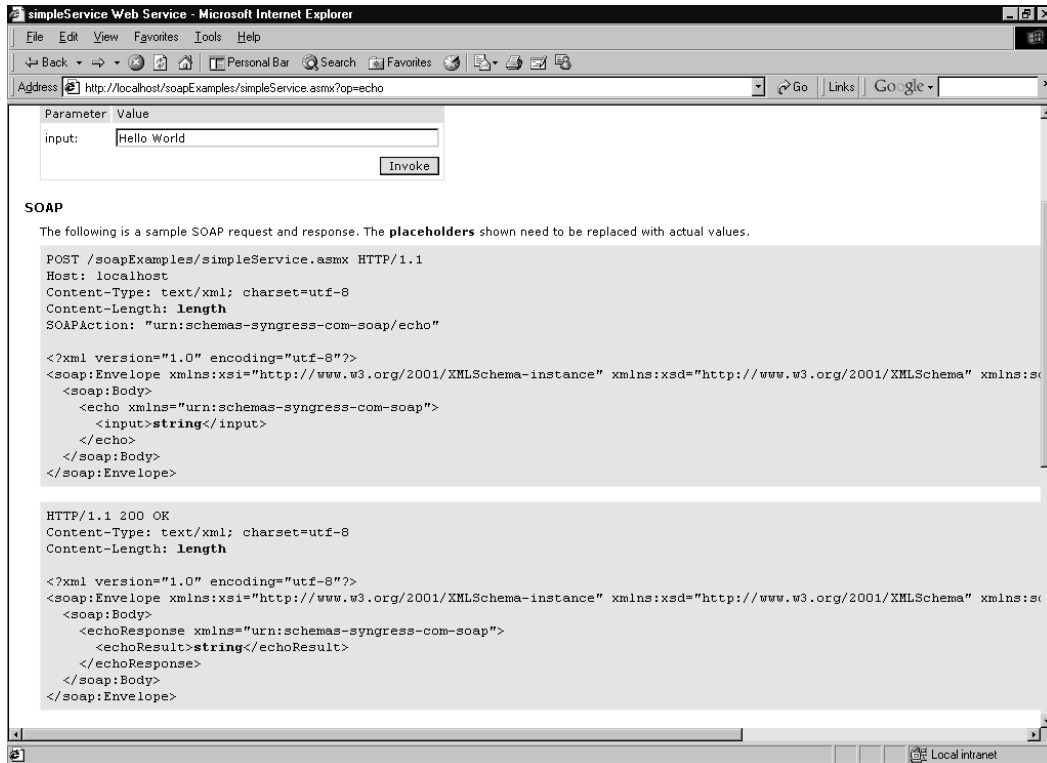 simpleService Web Service - Microsoft Internet Explorer
File Edit View Favorites Tools Help
Back Personal Bar Search Favorites
Address http://localhost/soapExamples/simpleService.asmx?op=echo Go Links Google
Parameter Value
input: Hello World
Invoke
SOAP
The following is a sample SOAP request and response. The placeholders shown need to be replaced with actual values.
POST /soapExamples/simpleService.asmx HTTP/1.1
Host: localhost
Content-Type: text/xml; charset=utf-8
Content-Length: length
SOAPAction: "urn:schemas-syngress-com-soap/echo"
<?xml version="1.0" encoding="utf-8"?>
<soap:Envelope xmlns:xsi="http://www.w3.org/2001/XMLSchema-instance" xmlns:xsd="http://www.w3.org/2001/XMLSchema" xmlns:so
<soap:Body>
<echo xmlns="urn:schemas-syngress-com-soap">
<input>string</input>
</echo>
</soap:Body>
</soap:Envelope>
HTTP/1.1 200 OK
Content-Type: text/xml; charset=utf-8
Content-Length: length
<?xml version="1.0" encoding="utf-8"?>
<soap:Envelope xmlns:xsi="http://www.w3.org/2001/XMLSchema-instance" xmlns:xsd="http://www.w3.org/2001/XMLSchema" xmlns:so
<soap:Body>
<echoResponse xmlns="urn:schemas-syngress-com-soap">
<echoResult>string</echoResult>
</echoResponse>
</soap:Body>
</soap:Envelope>
Local intranet